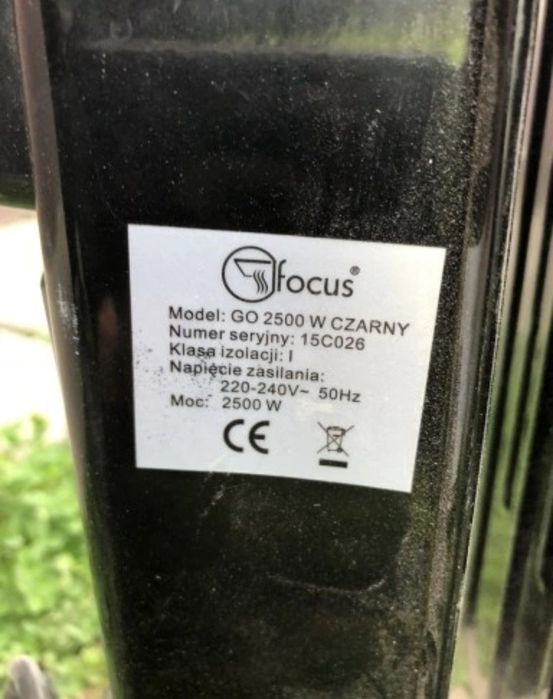 focus®
Model: GO 2500 W CZARNY
Numer seryjny: 15C026
Klasa izolacji: I
Napięcie zasilania:
220-240V~ 50Hz
Moc: 2500 W
CE